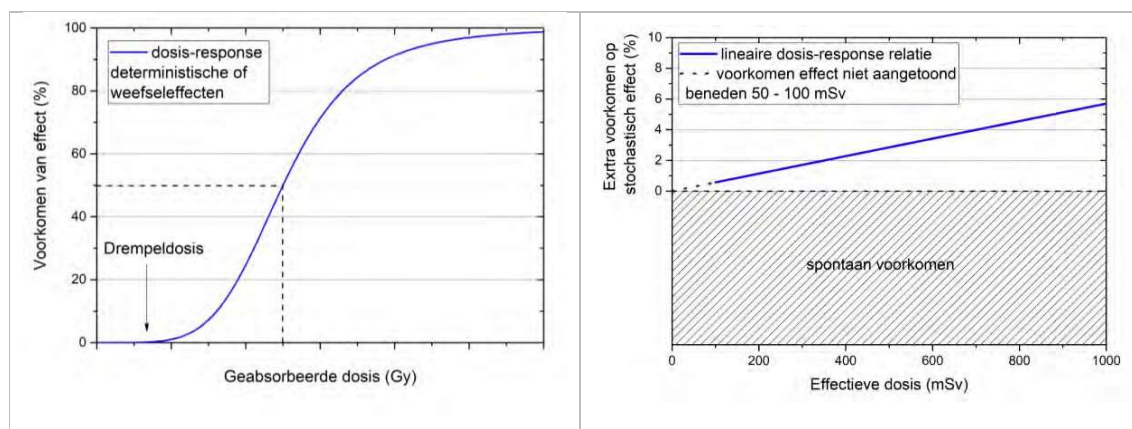 100
80
60
40
20
0
Voorkomen van effect (%)
dosis-response
deterministische of
weefseleffecten
Drempeldosis
Geabsorbeerde dosis (Gy)
10
8
6
4
2
0
Exrtra voorkomen op
stochastisch effect (%)
lineaire dosis-response relatie
voorkomen effect niet aangetoond
beneden 50 - 100 mSv
spontaan voorkomen
0 200 400 600 800 1000
Effectieve dosis (mSv)